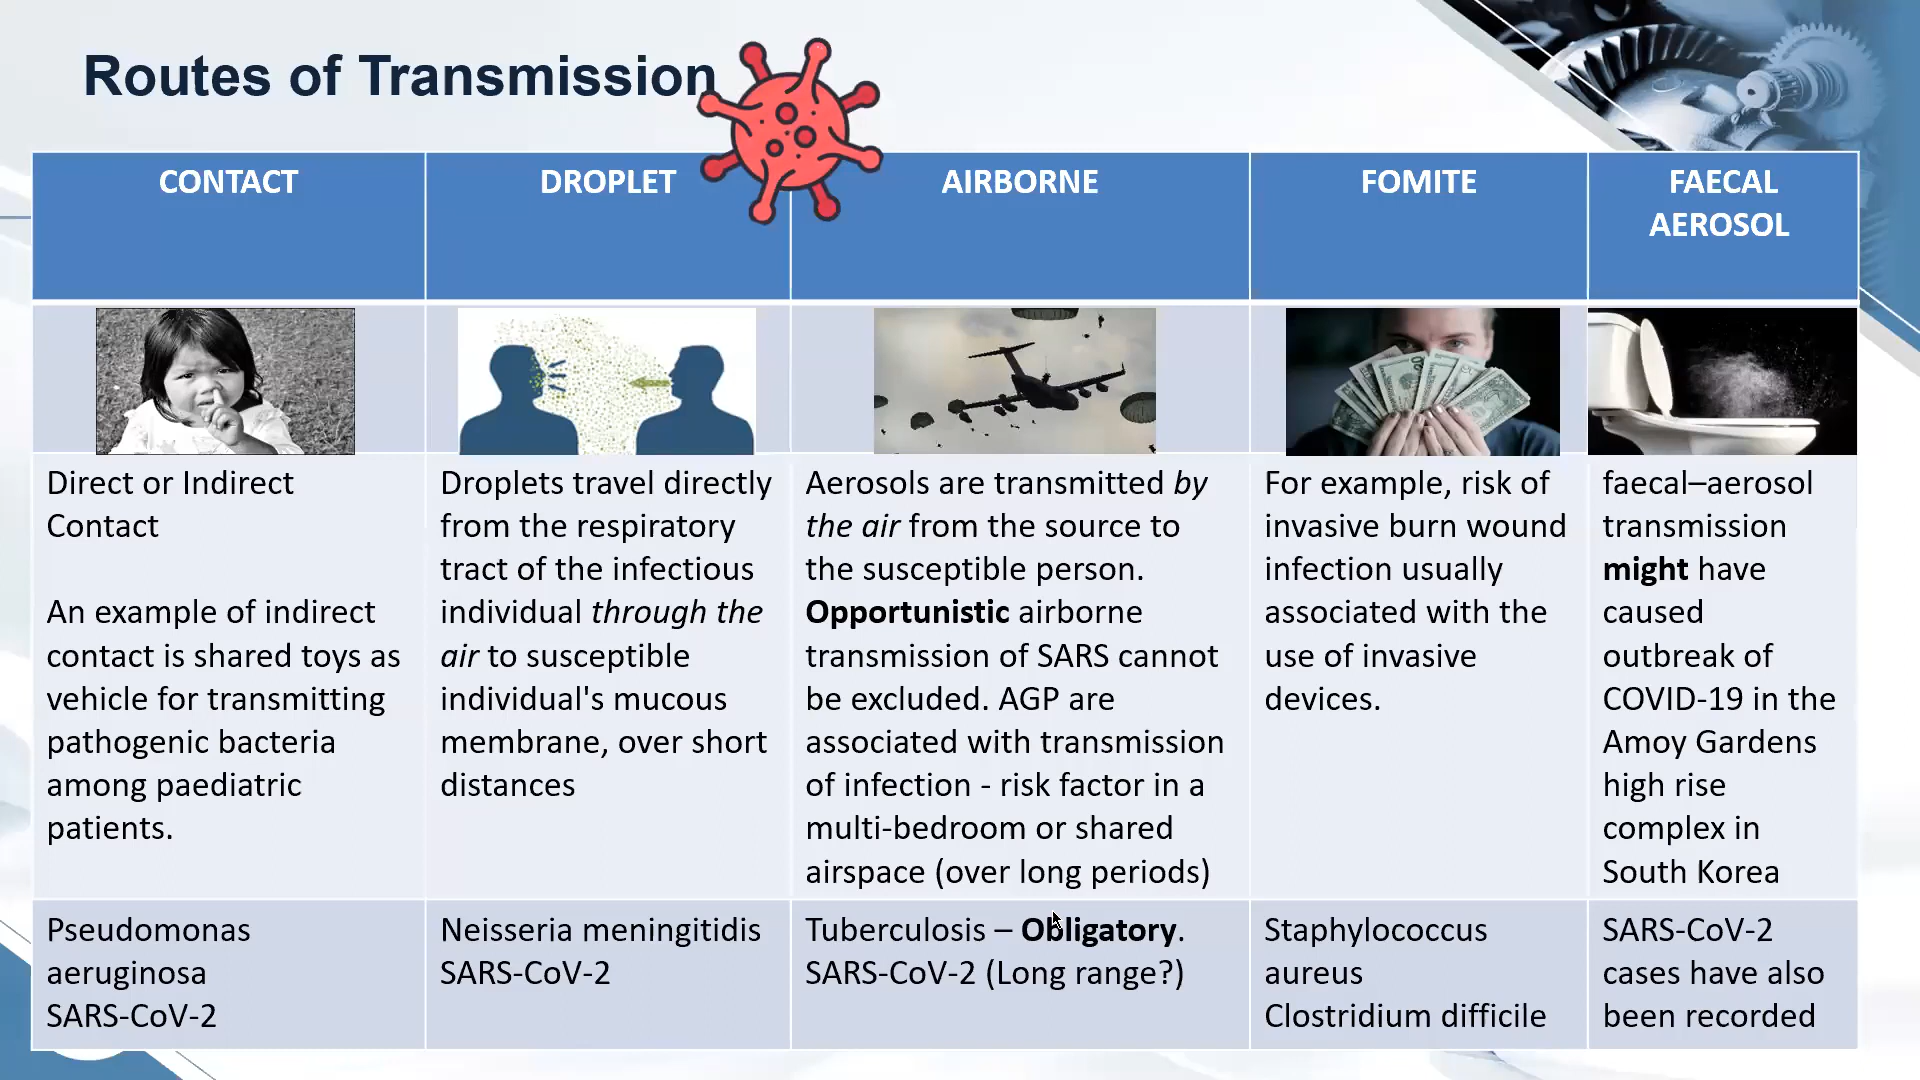 Routes of Transmission
CONTACT
DROPLET
AIRBORNE
FOMITE
FAECAL
AEROSOL
Direct or Indirect
Contact
An example of indirect
contact is shared toys as
vehicle for transmitting
pathogenic bacteria
among paediatric
patients.
Droplets travel directly
from the respiratory
tract of the infectious
individual through the
air to susceptible
individual's mucous
membrane, over short
distances
Aerosols are transmitted by
the air from the source to
the susceptible person.
Opportunistic airborne
transmission of SARS cannot
be excluded. AGP are
associated with transmission
of infection - risk factor in a
multi-bedroom or shared
airspace (over long periods)
For example, risk of
invasive burn wound
infection usually
associated with the
use of invasive
devices.
faecal–aerosol
transmission
might have
caused
outbreak of
COVID-19 in the
Amoy Gardens
high rise
complex in
South Korea
Pseudomonas
aeruginosa
SARS-CoV-2
Neisseria meningitidis
SARS-CoV-2
Tuberculosis – Obligatory.
SARS-CoV-2 (Long range?)
Staphylococcus
aureus
Clostridium difficile
SARS-CoV-2
cases have also
been recorded